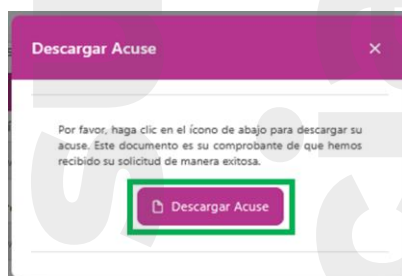 Descargar Acuse
Por favor, haga clic en el ícono de abajo para descargar su
acuse. Este documento es su comprobante de que hemos
recibido su solicitud de manera exitosa.
Descargar Acuse